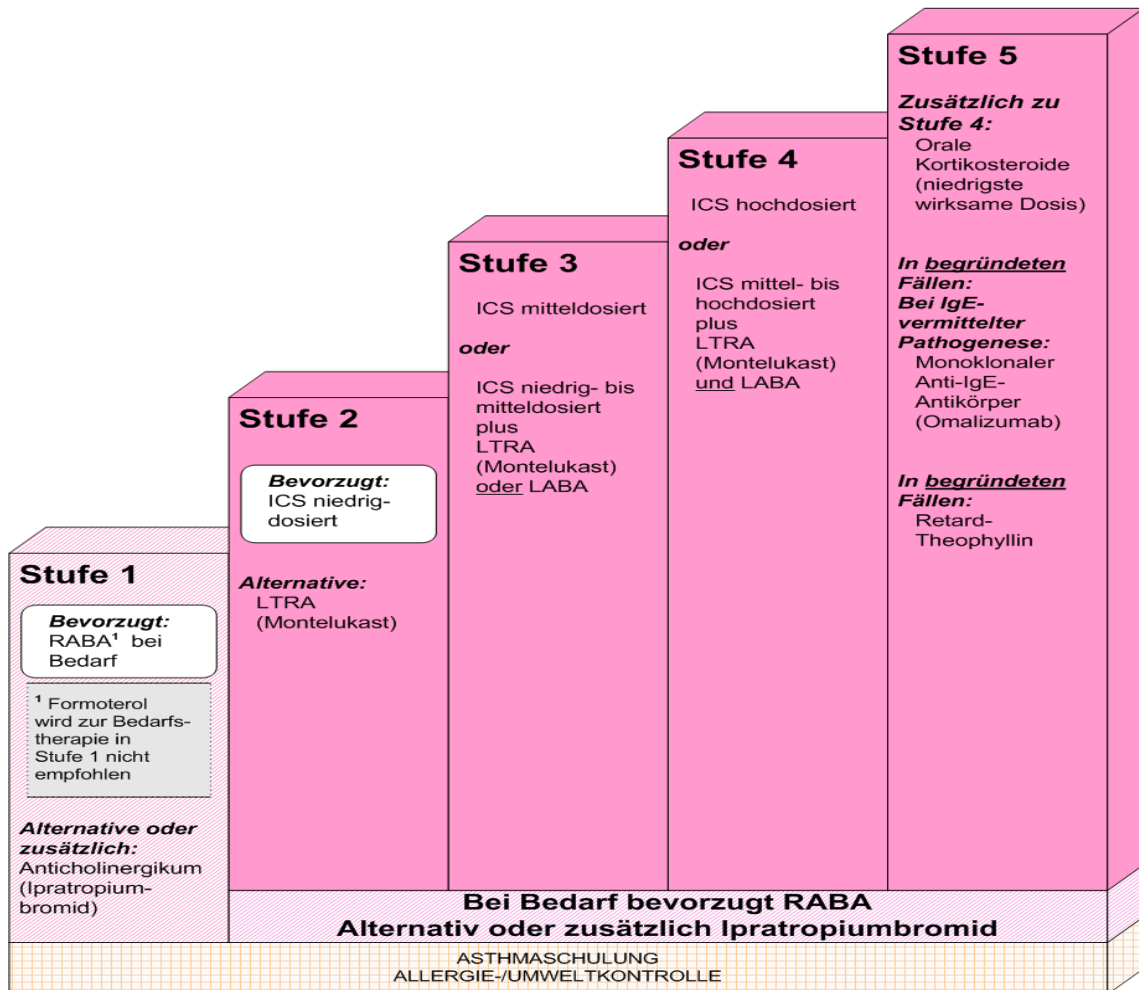 Stufe 1
Bevorzugt:
RABA¹ bei
Bedarf
¹ Formoterol
wird zur Bedarfs-
therapie in
Stufe 1 nicht
empfohlen
Alternative oder
zusätzlich:
Anticholinergikum
(Ipratropium-
bromid)
Stufe 2
Bevorzugt:
ICS niedrig-
dosiert
Alternative:
LTRA
(Montelukast)
Stufe 3
ICS mitteldosiert
oder
ICS niedrig- bis
mitteldosiert
plus
LTRA
(Montelukast)
oder LABA
Stufe 4
ICS hochdosiert
oder
ICS mittel- bis
hochdosiert
plus
LTRA
(Montelukast)
und LABA
Stufe 5
Zusätzlich zu
Stufe 4:
Orale
Kortikosteroide
(niedrigste
wirksame Dosis)
In begründeten
Fällen:
Bei IgE-
vermittelter
Pathogenese:
Monoklonaler
Anti-IgE-
Antikörper
(Omalizumab)
In begründeten
Fällen:
Retard-
Theophyllin
Bei Bedarf bevorzugt RABA
Alternativ oder zusätzlich Ipratropiumbromid
ASTHMASCHULUNG
ALLERGIE-/UMWELTKONTROLLE